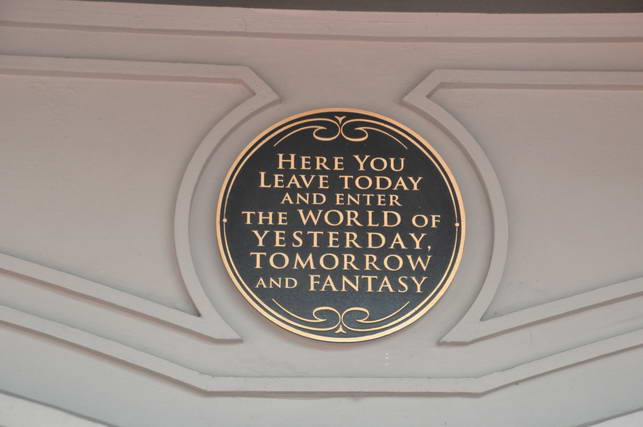 HERE YOU
LEAVE TODAY
AND ENTER
THE WORLD OF
YESTERDAY,
TOMORROW
AND FANTASY